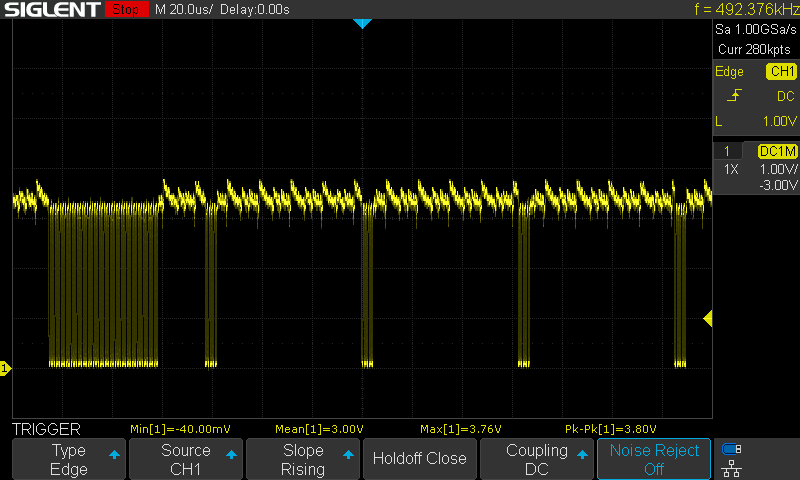 SIGLENT Stop M 20.0us/ Delay:0.00s f = 492.376kHz
Sa 1.00GSa/s
Curr 280kpts
Edge CH1
DC
L 1.00V
1 DC1M
1X 1.00V/
-3.00V
1
TRIGGER Min[1]=-40.00mV Mean[1]=3.00V Max[1]=3.76V Pk-Pk[1]=3.80V
Type Edge
Source CH1
Slope Rising
Holdoff Close
Coupling DC
Noise Reject Off